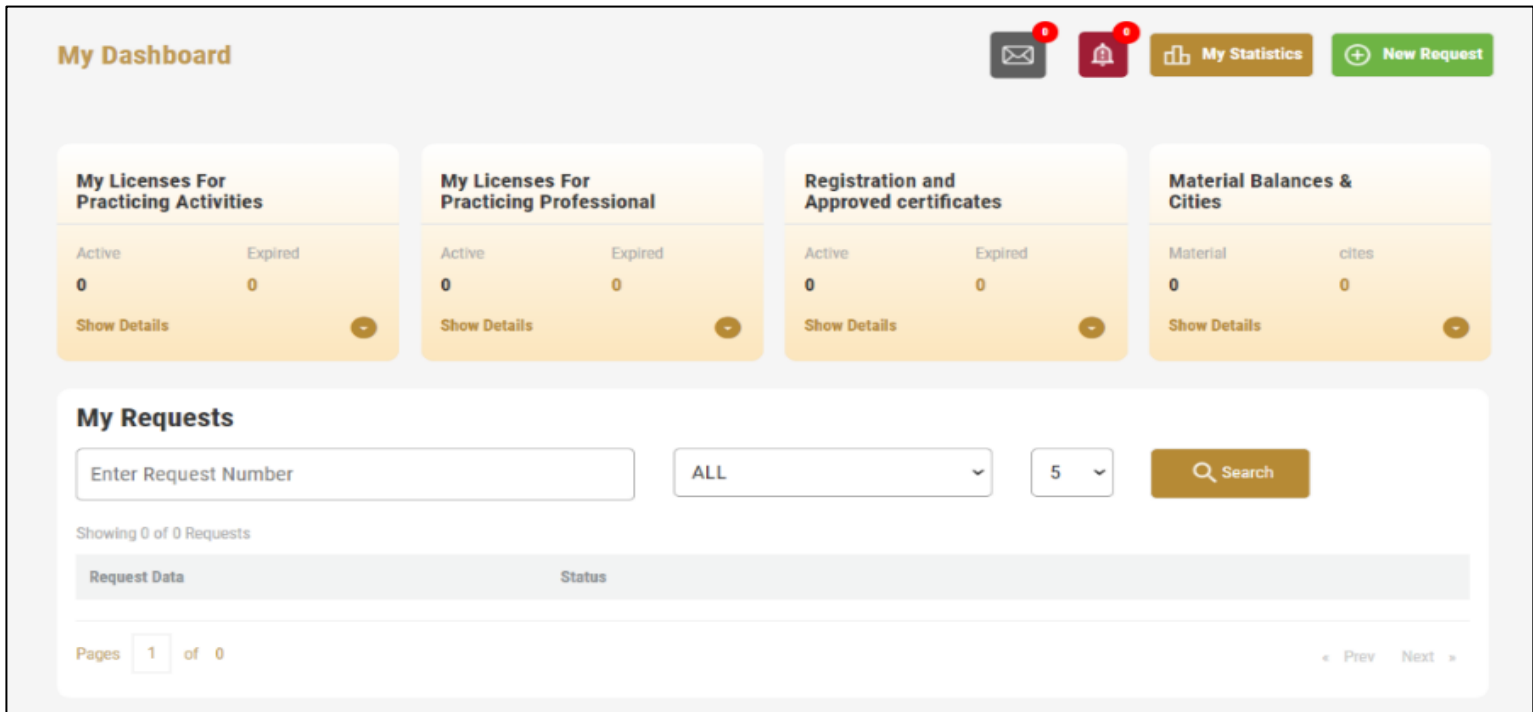 My Dashboard
0
0
My Statistics
New Request
My Licenses For
Practicing Activities
Active Expired
0 0
Show Details
My Licenses For
Practicing Professional
Active Expired
0 0
Show Details
Registration and
Approved certificates
Active Expired
0 0
Show Details
Material Balances &
Cities
Material cites
0 0
Show Details
My Requests
Enter Request Number
ALL
5
Search
Showing 0 of 0 Requests
Request Data Status
Pages 1 of 0
« Prev Next »